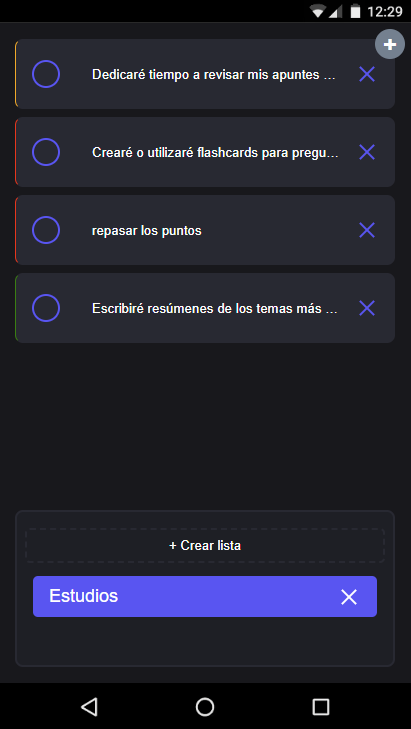 12:29
+
Dedicaré tiempo a revisar mis apuntes ...
Crearé o utilizaré flashcards para pregu...
repasar los puntos
Escribiré resúmenes de los temas más ...
+ Crear lista
Estudios